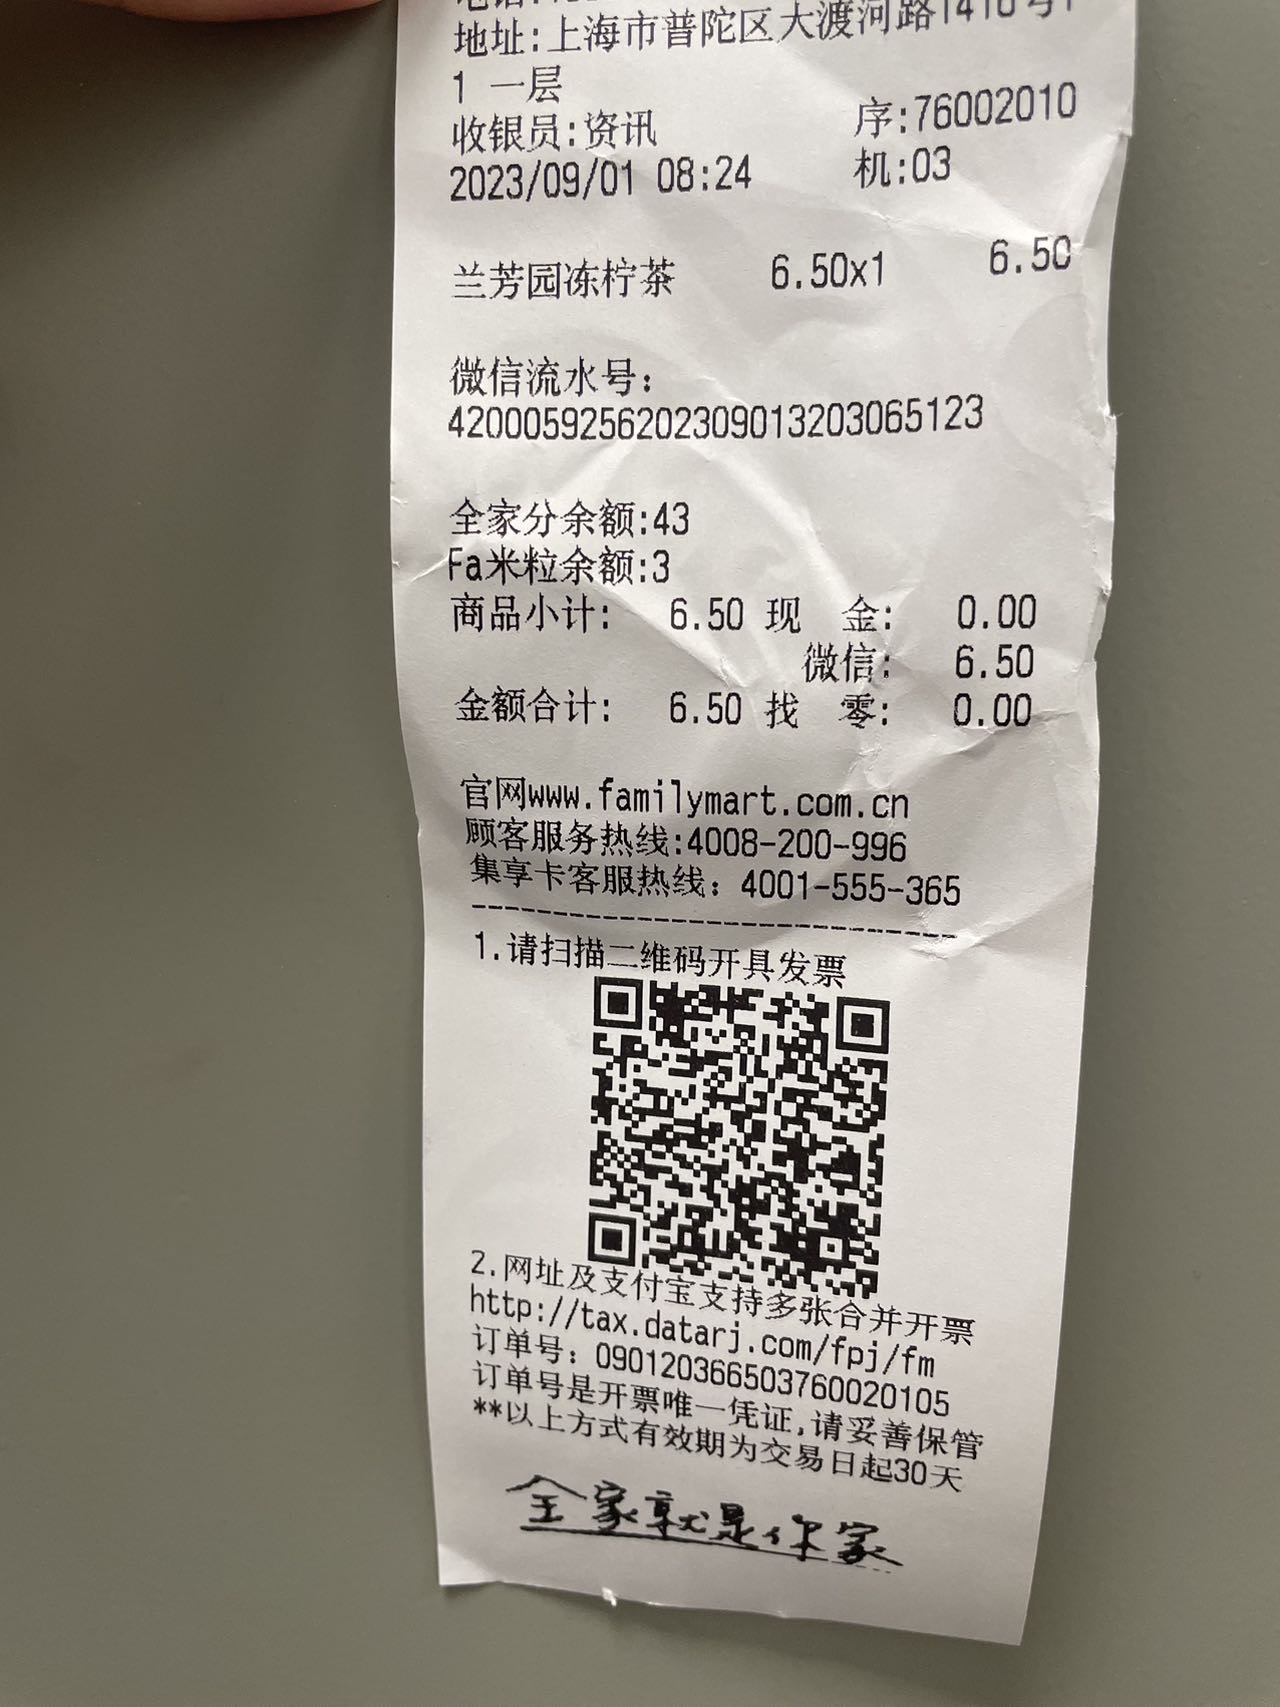 地址:上海市普陀区大渡河路1410号1
1 一层
收银员:资讯 序:76002010
2023/09/01 08:24 机:03
兰芳园冻柠茶 6.50x1 6.50
微信流水号:
4200059256202309013203065123
全家分余额:43
Fa米粒余额:3
商品小计: 6.50 现 金: 0.00
微信: 6.50
金额合计: 6.50 找 零: 0.00
官网www.familymart.com.cn
顾客服务热线:4008-200-996
集享卡客服热线: 4001-555-365
1.请扫描二维码开具发票
2.网址及支付宝支持多张合并开票
http://tax.datarj.com/fpj/fm
订单号: 090120366503760020105
订单号是开票唯一凭证,请妥善保管
**以上方式有效期为交易日起30天
全家就是你家